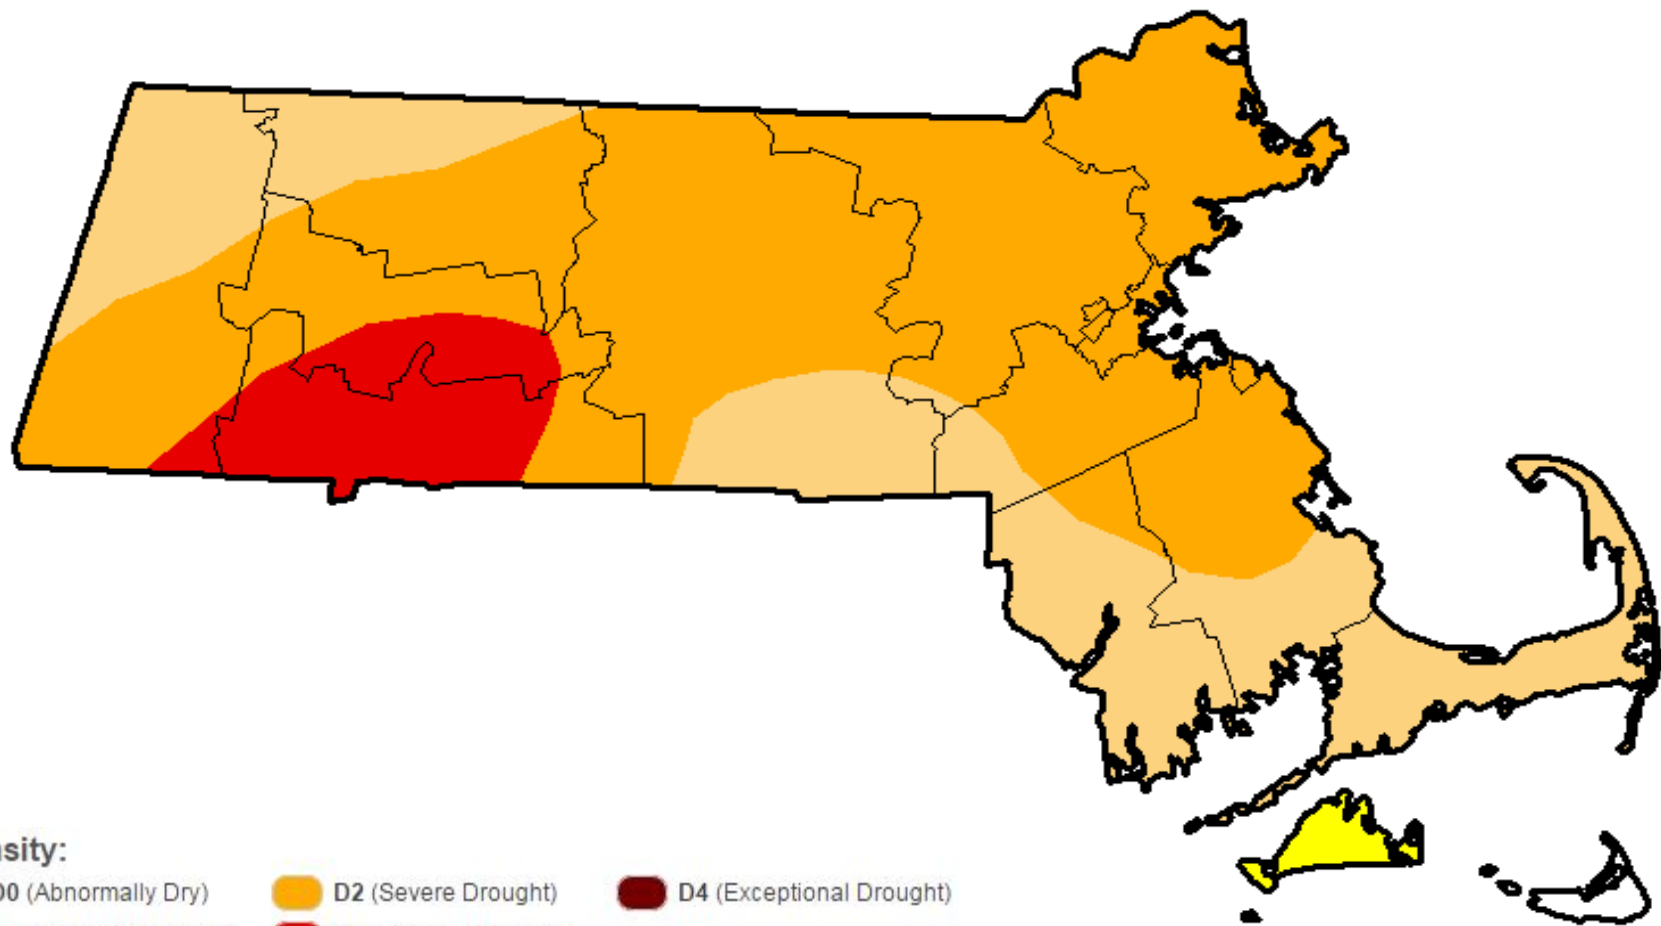 sity:
00 (Abnormally Dry)
D2 (Severe Drought)
D4 (Exceptional Drought)